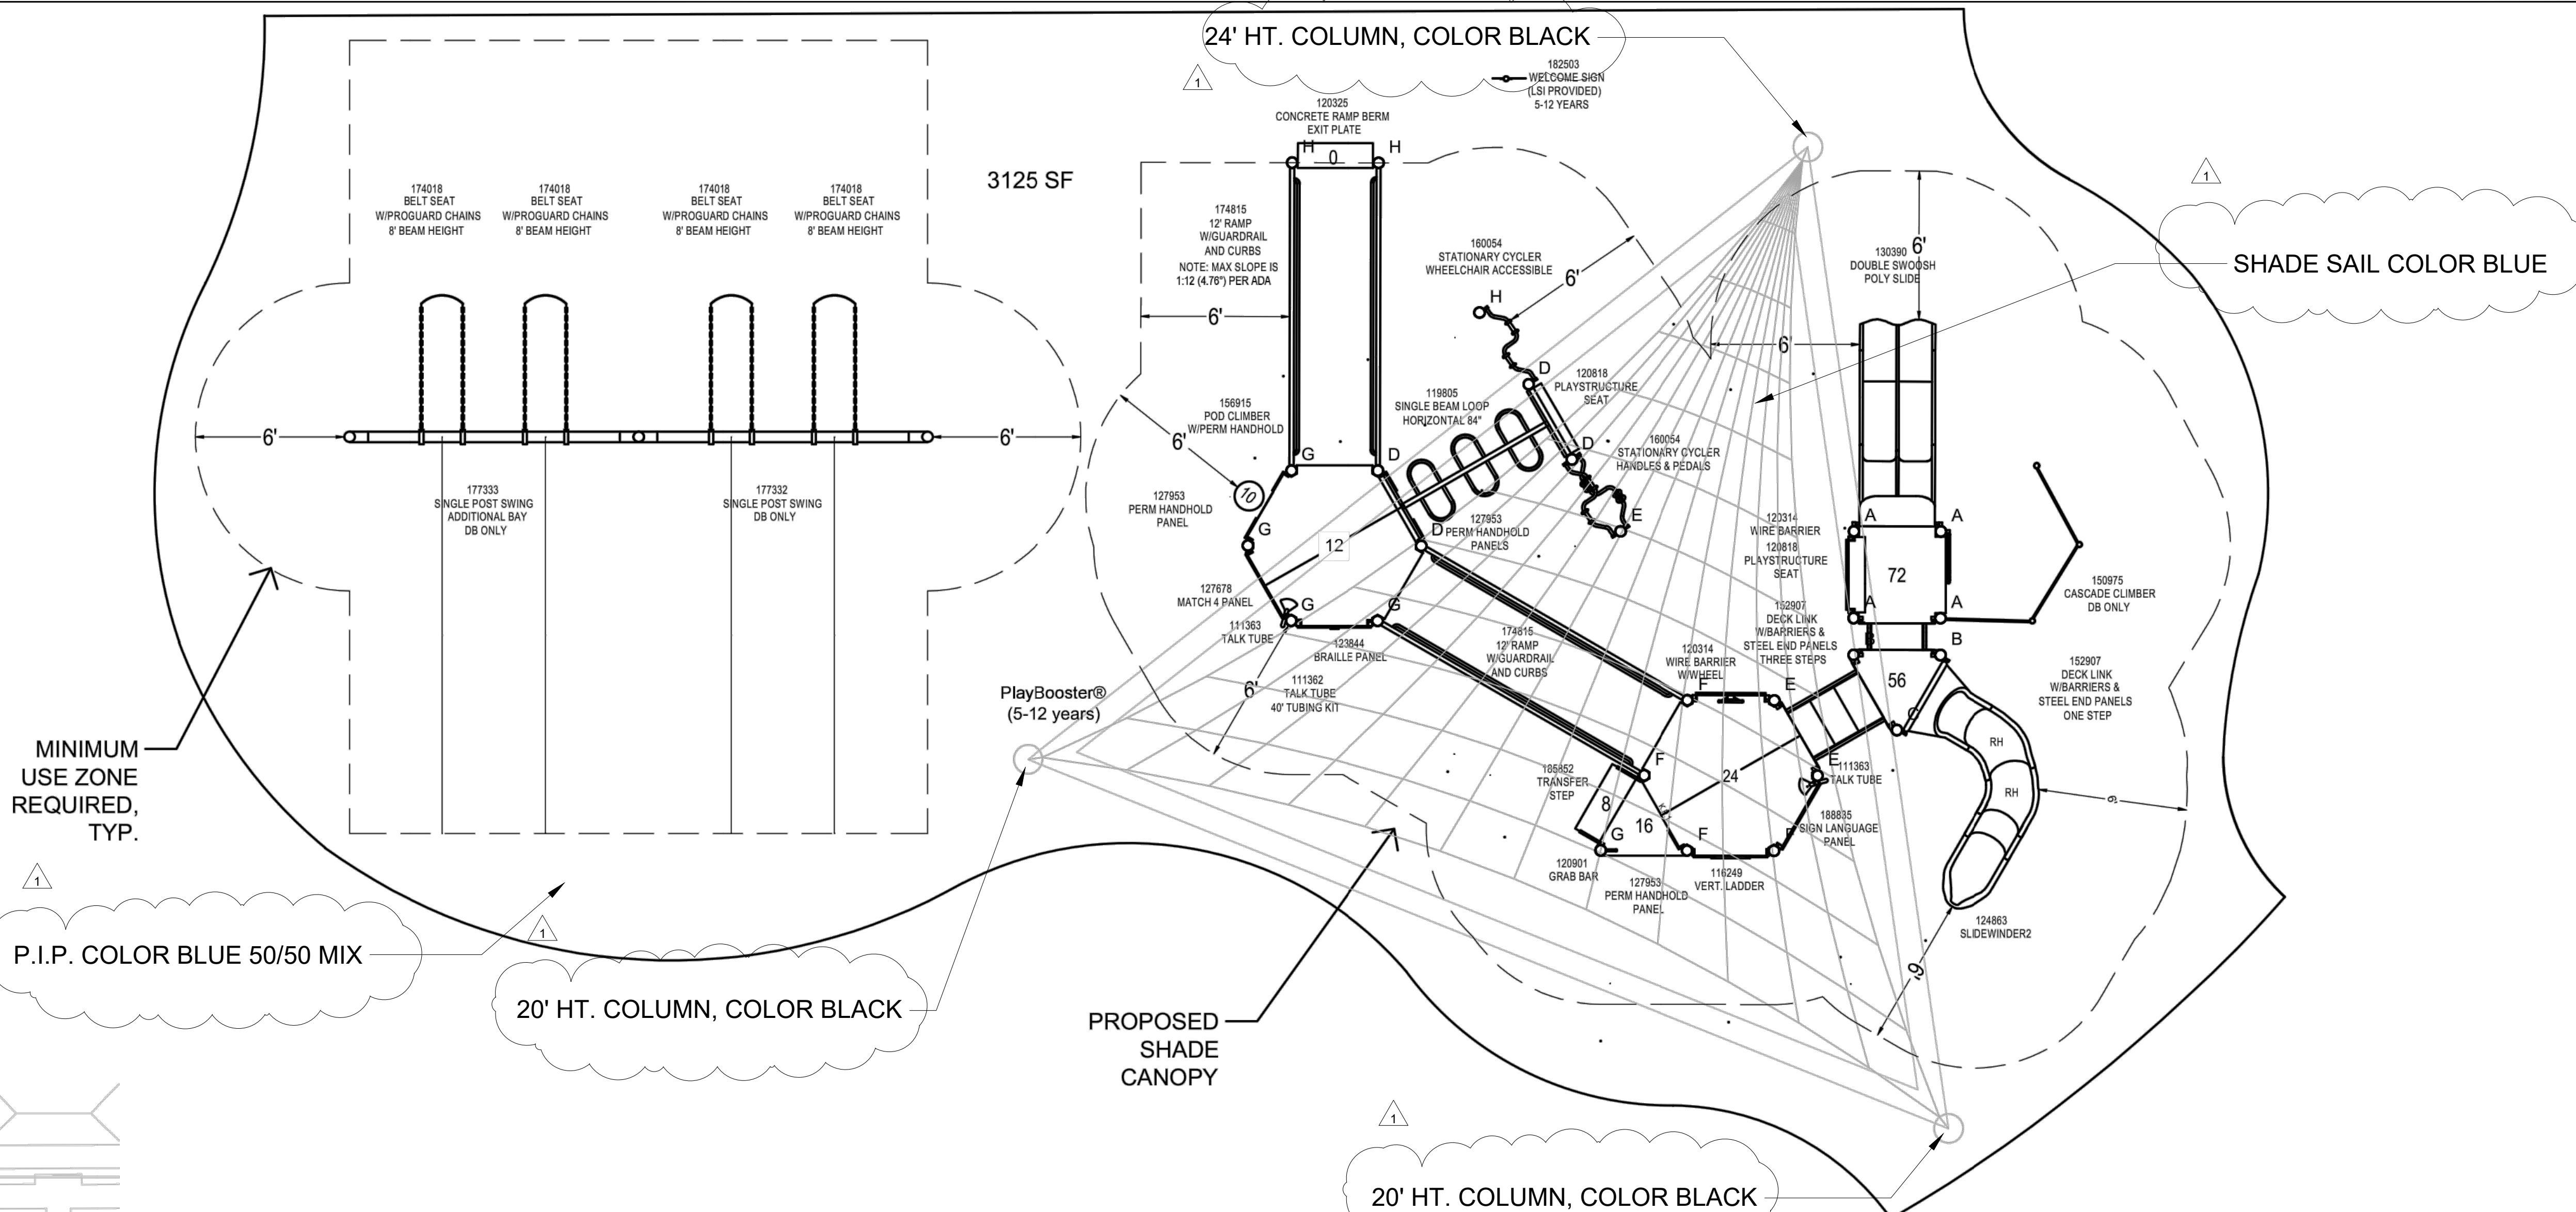 24' HT. COLUMN, COLOR BLACK
1
182503
WELCOME SIGN
(LSI PROVIDED)
5-12 YEARS
120325
CONCRETE RAMP BERM
EXIT PLATE
H
0
H
3125 SF
174018
BELT SEAT
W/PROGUARD CHAINS
8' BEAM HEIGHT
174018
BELT SEAT
W/PROGUARD CHAINS
8' BEAM HEIGHT
174018
BELT SEAT
W/PROGUARD CHAINS
8' BEAM HEIGHT
174018
BELT SEAT
W/PROGUARD CHAINS
8' BEAM HEIGHT
6'
6'
177333
SINGLE POST SWING
ADDITIONAL BAY
DB ONLY
177332
SINGLE POST SWING
DB ONLY
174815
12' RAMP
W/GUARDRAIL
AND CURBS
NOTE: MAX SLOPE IS
1:12 (4.76°) PER ADA
6'
160054
STATIONARY CYCLER
WHEELCHAIR ACCESSIBLE
6'
H
1
SHADE SAIL COLOR BLUE
130390
DOUBLE SWOOSH
POLY SLIDE
6'
6'
156915
POD CLIMBER
W/PERM HANDHOLD
6'
119805
SINGLE BEAM LOOP
HORIZONTAL 84"
D
120818
PLAYSTRUCTURE
SEAT
D
160054
STATIONARY CYCLER
HANDLES & PEDALS
E
G
D
10
127953
PERM HANDHOLD
PANEL
G
12
D
127953
PERM HANDHOLD
PANELS
127678
MATCH 4 PANEL
G
G
111363
TALK TUBE
123844
BRAILLE PANEL
6'
111362
TALK TUBE
40' TUBING KIT
174815
12' RAMP
W/GUARDRAIL
AND CURBS
120314
WIRE BARRIER
120818
PLAYSTRUCTURE
SEAT
152907
DECK LINK
W/BARRIERS &
STEEL END PANELS
THREE STEPS
120314
WIRE BARRIER
W/WHEEL
A
A
72
A
A
B
B
56
C
150975
CASCADE CLIMBER
DB ONLY
152907
DECK LINK
W/BARRIERS &
STEEL END PANELS
ONE STEP
RH
RH
6'
F
E
F
E
24
111363
TALK TUBE
185852
TRANSFER
STEP
8
16
G
F
F
188835
SIGN LANGUAGE
PANEL
120901
GRAB BAR
127953
PERM HANDHOLD
PANEL
116249
VERT. LADDER
124863
SLIDEWINDER2
6'
PlayBooster®
(5-12 years)
MINIMUM
USE ZONE
REQUIRED,
TYP.
1
P.I.P. COLOR BLUE 50/50 MIX
1
20' HT. COLUMN, COLOR BLACK
PROPOSED
SHADE
CANOPY
1
20' HT. COLUMN, COLOR BLACK